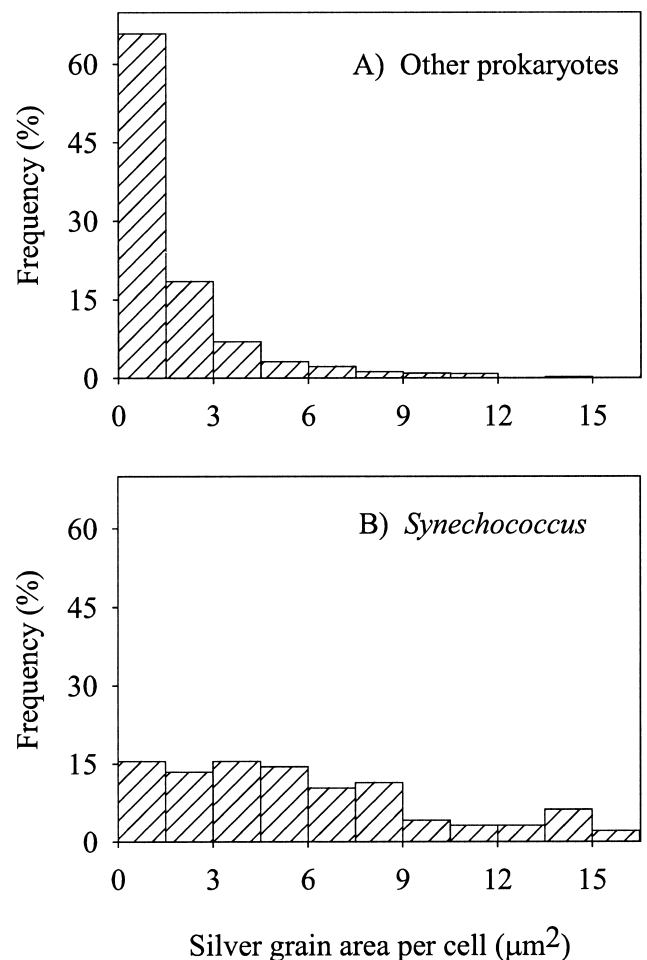 A) Other prokaryotes
Frequency (%)
60
45
30
15
0
0 3 6 9 12 15
B) Synechococcus
Frequency (%)
60
45
30
15
0
0 3 6 9 12 15
Silver grain area per cell (μm2)